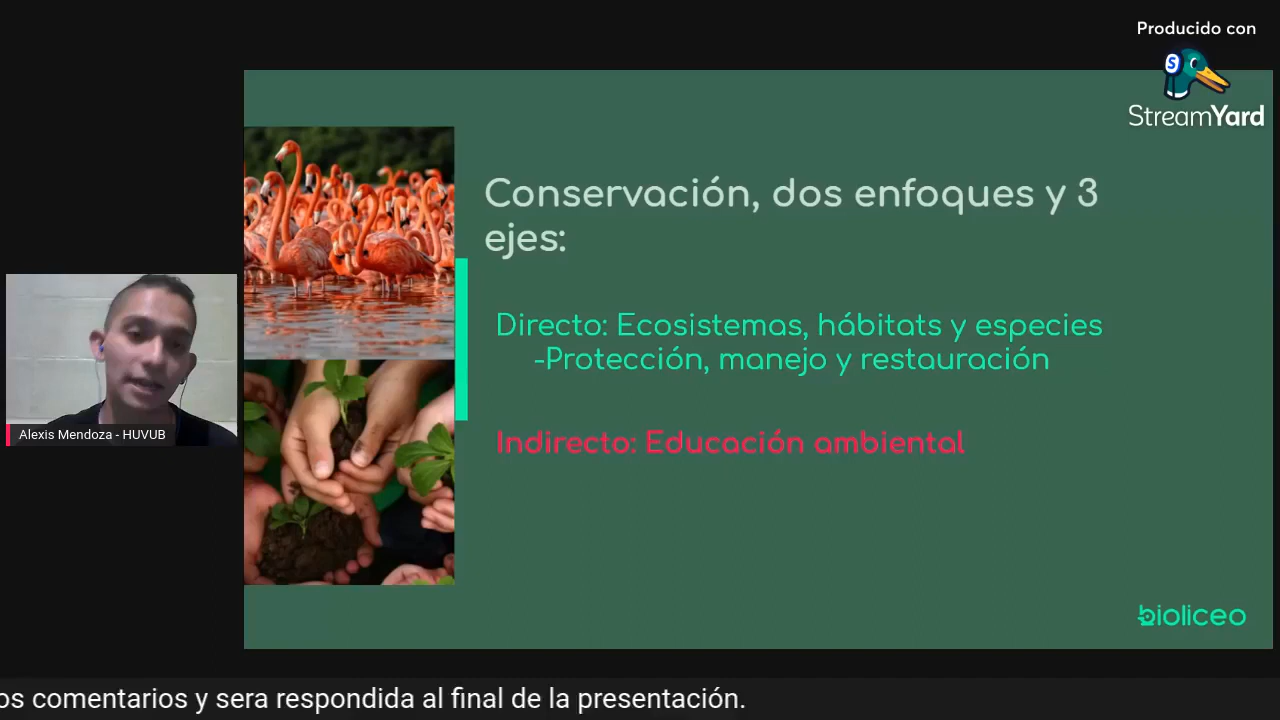 Producido con
StreamYard
Conservación, dos enfoques y 3
ejes:
Directo: Ecosistemas, hábitats y especies
-Protección, manejo y restauración
Indirecto: Educación ambiental
Alexis Mendoza - HUVUB
bioliceo
os comentarios y sera respondida al final de la presentación.